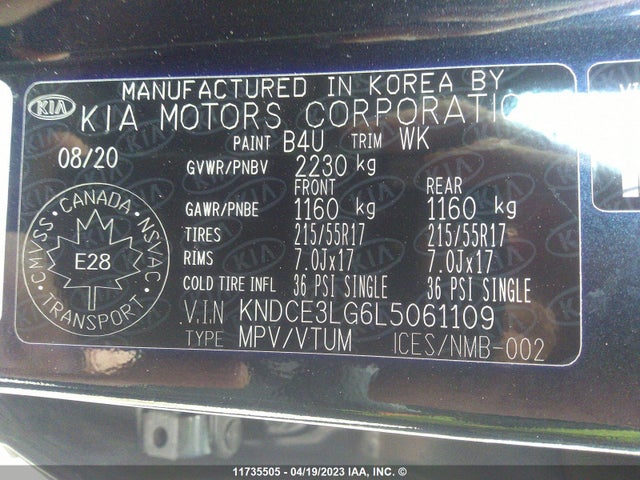 MANUFACTURED IN KOREA BY
KIA KIA MOTORS CORPORATION
PAINT B4U TRIM WK
08/20 GVWR/PNBV 2230 kg
FRONT REAR
GAWR/PNBE 1160 kg 1160 kg
TIRES 215/55R17 215/55R17
RIMS 7.0Jx17 7.0Jx17
COLD TIRE INFL 36 PSI SINGLE 36 PSI SINGLE
CANADA
CMVSS NSVAC
E28
TRANSPORT
V.I.N KNDCE3LG6L5061109
TYPE MPV/VTUM ICES/NMB-002
11735505 - 04/19/2023 IAA, INC. ©